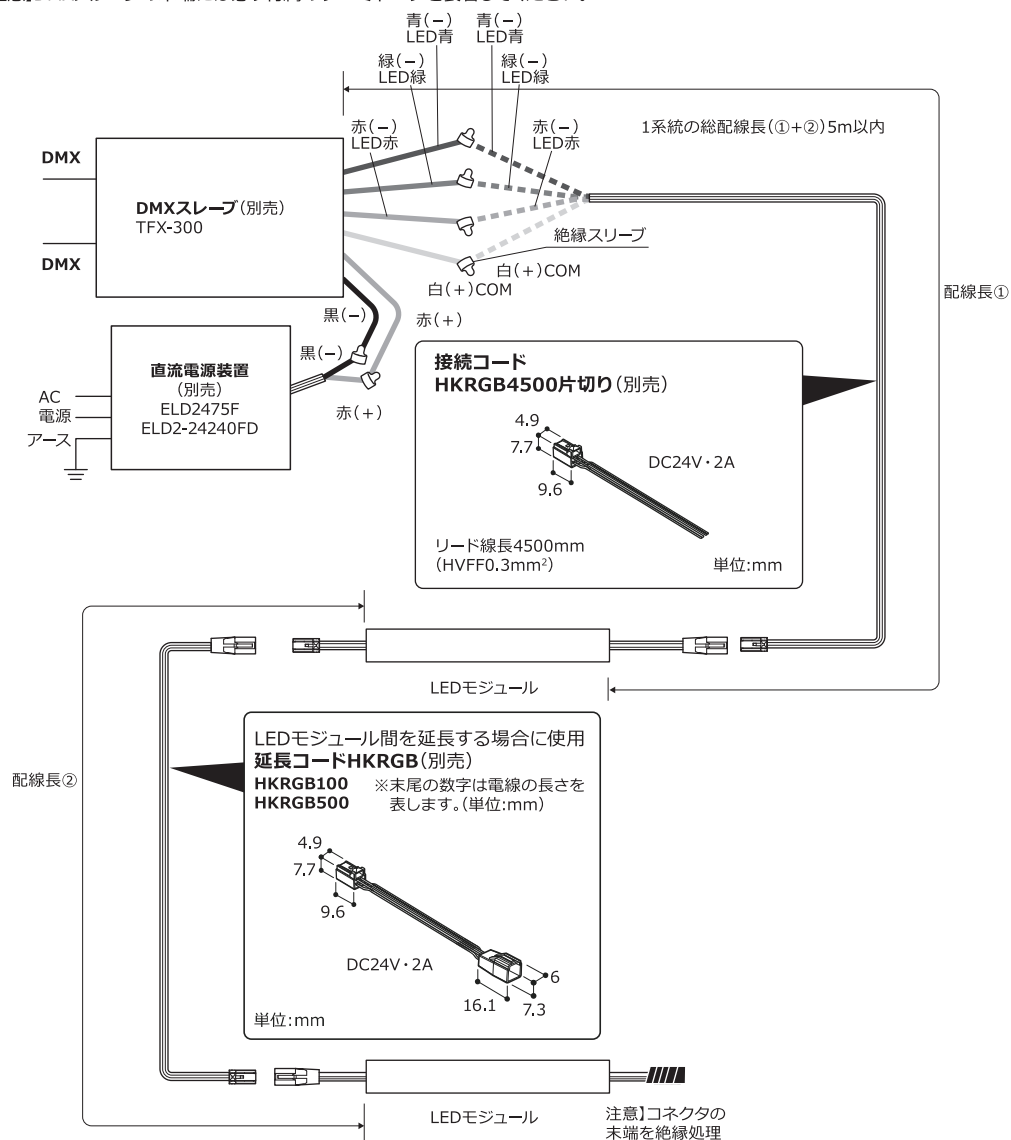 青(−)
LED青
青(−)
LED青
緑(−)
LED緑
緑(−)
LED緑
赤(−)
LED赤
赤(−)
LED赤
1系統の総配線長(①+②)5m以内
DMX
DMXスレーブ(別売)
TFX-300
DMX
絶縁スリーブ
白(+)COM
白(+)COM
配線長①
黒(−)
赤(+)
黒(−)
赤(+)
直流電源装置
(別売)
ELD2475F
ELD2-24240FD
AC
電源
アース
接続コード
HKRGB4500片切り(別売)
4.9
7.7
9.6
DC24V・2A
リード線長4500mm
(HVFF0.3mm²)
単位:mm
LEDモジュール
配線長②
LEDモジュール間を延長する場合に使用
延長コードHKRGB(別売)
HKRGB100
HKRGB500
※末尾の数字は電線の長さを
表します。(単位:mm)
4.9
7.7
9.6
DC24V・2A
6
16.1
7.3
単位:mm
LEDモジュール
注意】コネクタの
末端を絶縁処理